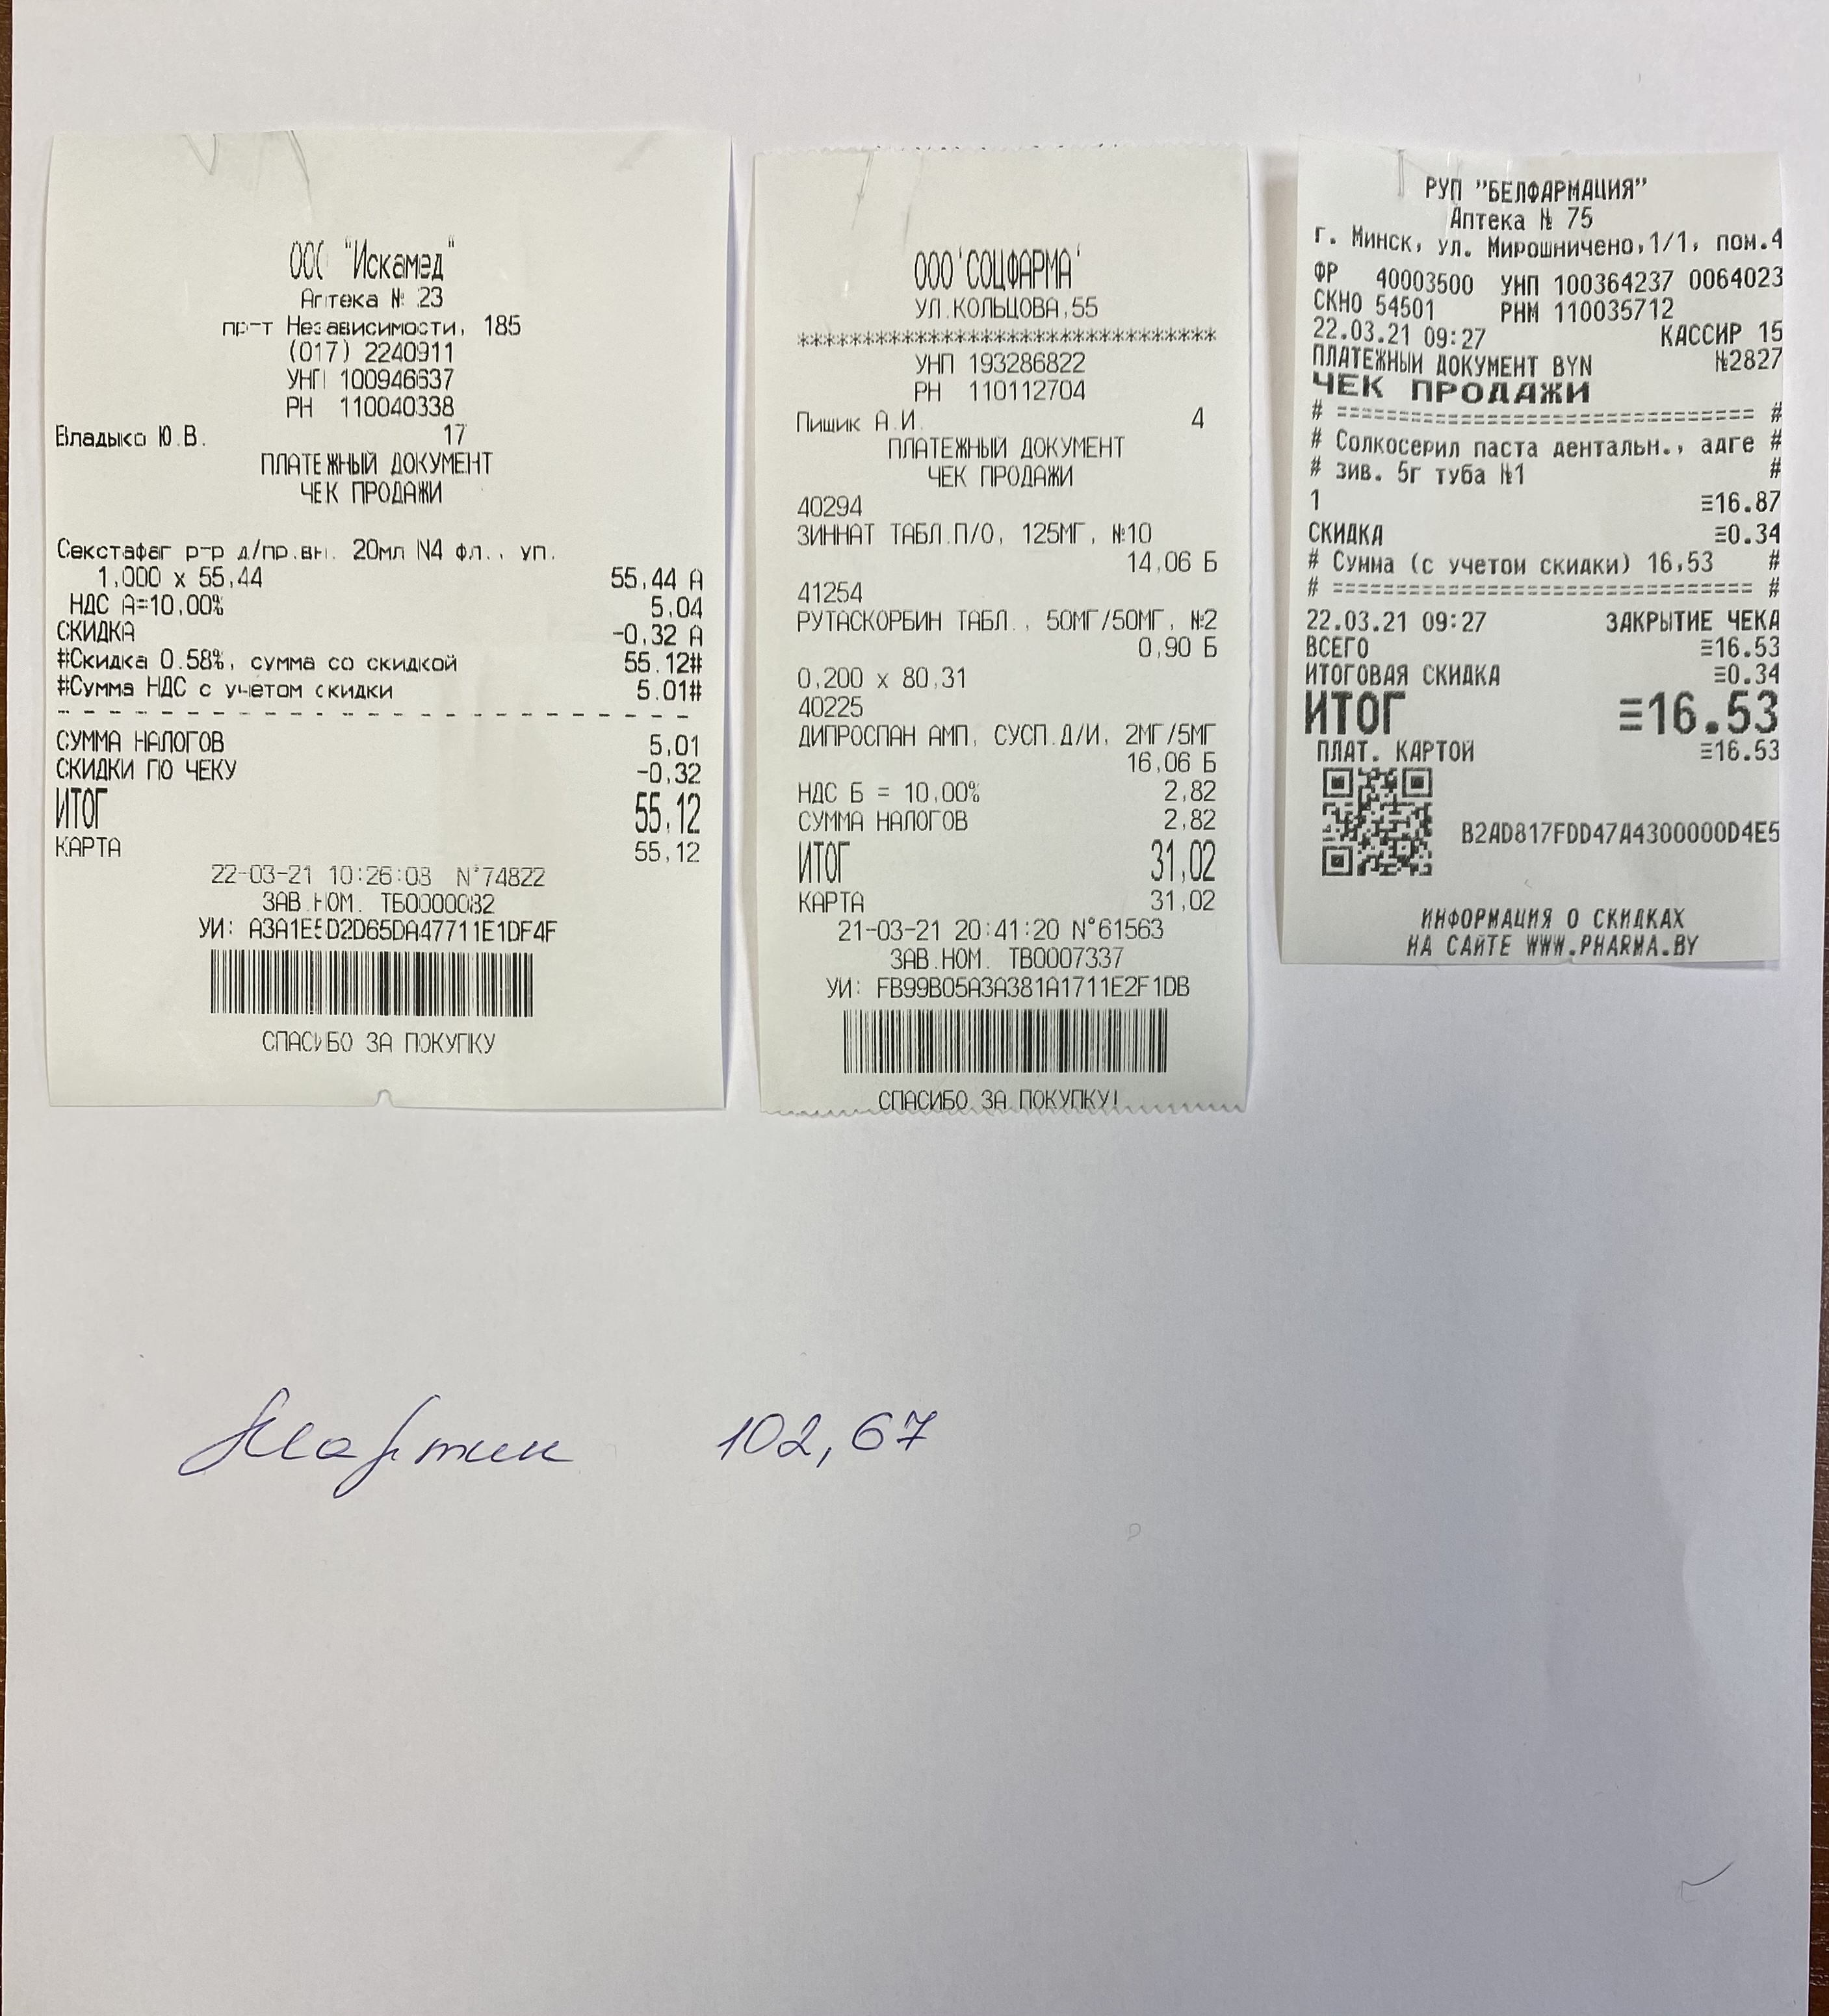 ООО "Искамед"
Аптека № 23
пр-т Независимости, 185
(017) 2240911
УНП 100946637
РН 110040338
Владыко Ю.В. 17
ПЛАТЕЖНЫЙ ДОКУМЕНТ
ЧЕК ПРОДАЖИ
Секстафаг р-р д/пр.вн. 20мл N4 фл., уп.
1,000 x 55,44 55,44 А
НДС А=10,00% 5,04
СКИДКА -0,32 А
#Скидка 0.58%, сумма со скидкой 55.12#
#Сумма НДС с учетом скидки 5.01#
СУММА НАЛОГОВ 5,01
СКИДКИ ПО ЧЕКУ -0,32
ИТОГ 55,12
КАРТА 55,12
22-03-21 10:26:08 N°74822
ЗАВ.НОМ. ТБ0000082
УИ: A3A1E5D2D65DA47711E1DF4F
СПАСИБО ЗА ПОКУПКУ
ООО'СОЦФАРМА'
УЛ.КОЛЬЦОВА,55
********************************
УНП 193286822
РН 110112704
Пищик А.И. 4
ПЛАТЕЖНЫЙ ДОКУМЕНТ
ЧЕК ПРОДАЖИ
40294
ЗИННАТ ТАБЛ.П/О, 125МГ, №10
14,06 Б
41254
РУТАСКОРБИН ТАБЛ., 50МГ/50МГ, №2
0,90 Б
0,200 x 80,31
40225
ДИПРОСПАН АМП, СУСП.Д/И, 2МГ/5МГ
16,06 Б
НДС Б = 10,00% 2,82
СУММА НАЛОГОВ 2,82
ИТОГ 31,02
КАРТА 31,02
21-03-21 20:41:20 N°61563
ЗАВ.НОМ. ТВ0007337
УИ: FB99B05A3A381A1711E2F1DB
СПАСИБО ЗА ПОКУПКУ!
РУП "БЕЛФАРМАЦИЯ"
Аптека № 75
г. Минск, ул. Мирошничено,1/1, пом.4
ФР 40003500 УНП 100364237 0064023
СКНО 54501 РНМ 110035712
22.03.21 09:27 КАССИР 15
ПЛАТЕЖНЫЙ ДОКУМЕНТ BYN №2827
ЧЕК ПРОДАЖИ
# =============================== #
# Солкосерил паста дентальн., адге #
# зив. 5г туба №1 #
1 ≡16.87
СКИДКА ≡0.34
# Сумма (с учетом скидки) 16,53 #
# =============================== #
22.03.21 09:27 ЗАКРЫТИЕ ЧЕКА
ВСЕГО ≡16.53
ИТОГОВАЯ СКИДКА ≡0.34
ИТОГ ≡16.53
ПЛАТ. КАРТОЙ ≡16.53
B2AD817FDD47A4300000D4E5
ИНФОРМАЦИЯ О СКИДКАХ
НА САЙТЕ WWW.PHARMA.BY
Мартин 102,67